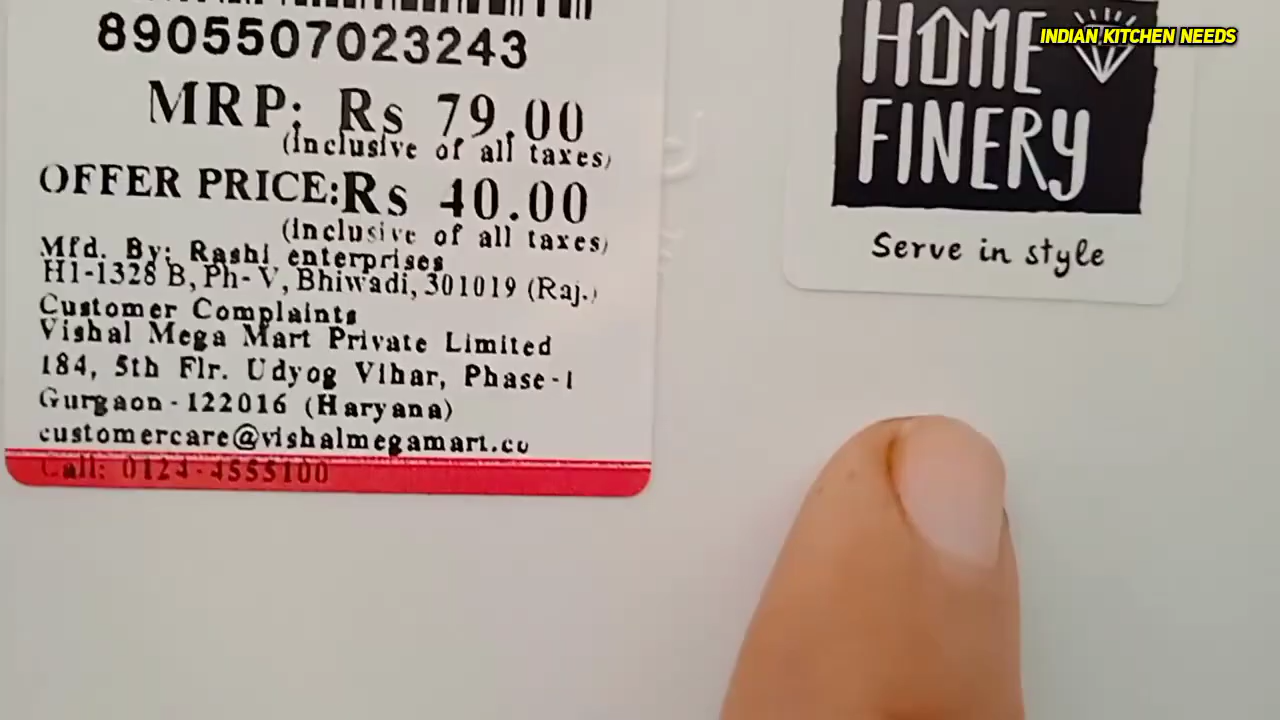 8905507023243
MRP: Rs 79.00
(Inclusive of all taxes)
OFFER PRICE:Rs 40.00
(Inclusive of all taxes)
Mfd. By: Rashi enterprises
H1-1328 B, Ph- V, Bhiwadi, 301019 (Raj.)
Customer Complaints
Vishal Mega Mart Private Limited
184, 5th Flr. Udyog Vihar, Phase-1
Gurgaon - 122016 (Haryana)
customercare@vishalmegamart.co
Call: 0124-4555100
HOME
FINERY
Serve in style
INDIAN KITCHEN NEEDS